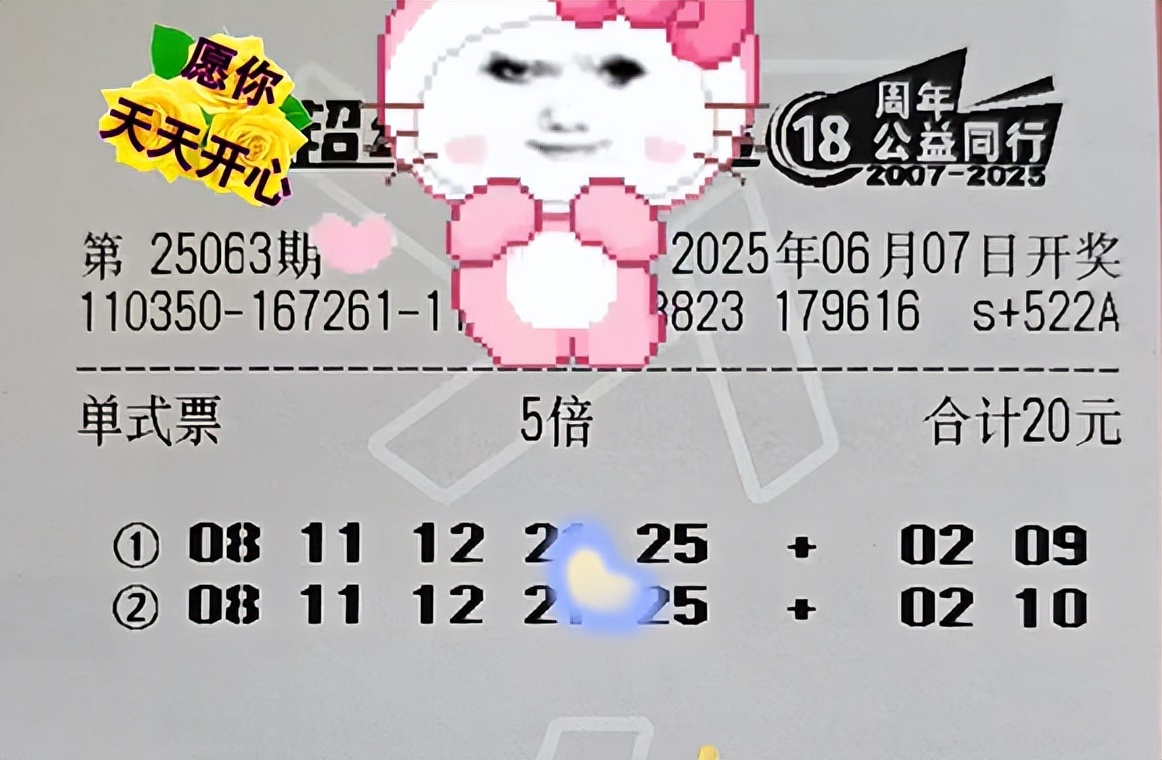 愿你
天天开心
18 周年
公益同行
2007-2025
第 25063期
2025年06月07日开奖
110350-167261-1
823 179616 s+522A
单式票 5倍 合计20元
① 08 11 12 25 + 02 09
② 08 11 12 25 + 02 10